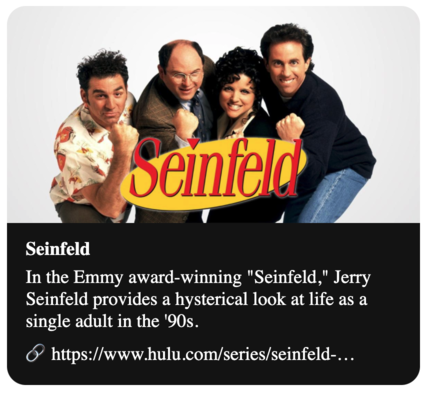 Seinfeld
Seinfeld
In the Emmy award-winning "Seinfeld," Jerry
Seinfeld provides a hysterical look at life as a
single adult in the '90s.
https://www.hulu.com/series/seinfeld-…